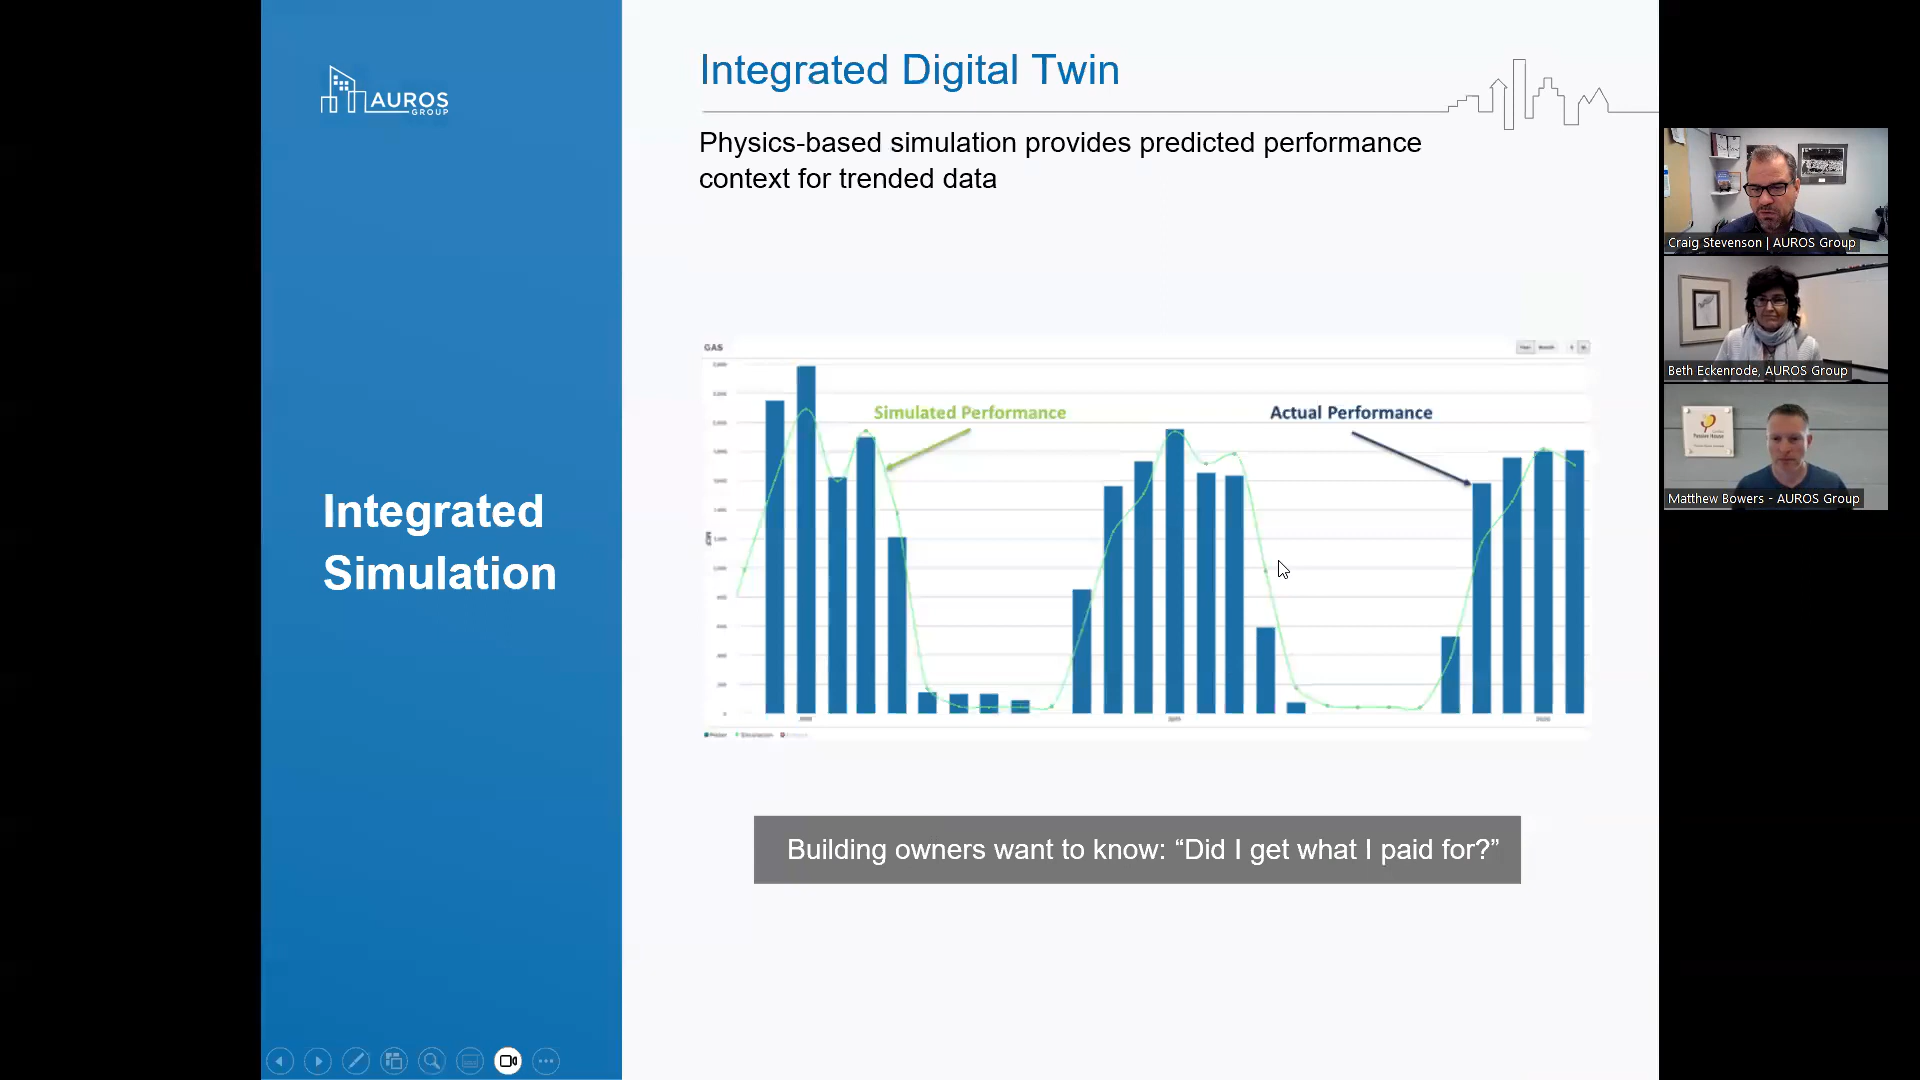 AUROS
GROUP
Integrated
Simulation
Integrated Digital Twin
Physics-based simulation provides predicted performance
context for trended data
GAS
Simulated Performance
Actual Performance
Building owners want to know: “Did I get what I paid for?”
Craig Stevenson | AUROS Group
Beth Eckenrode, AUROS Group
Matthew Bowers - AUROS Group